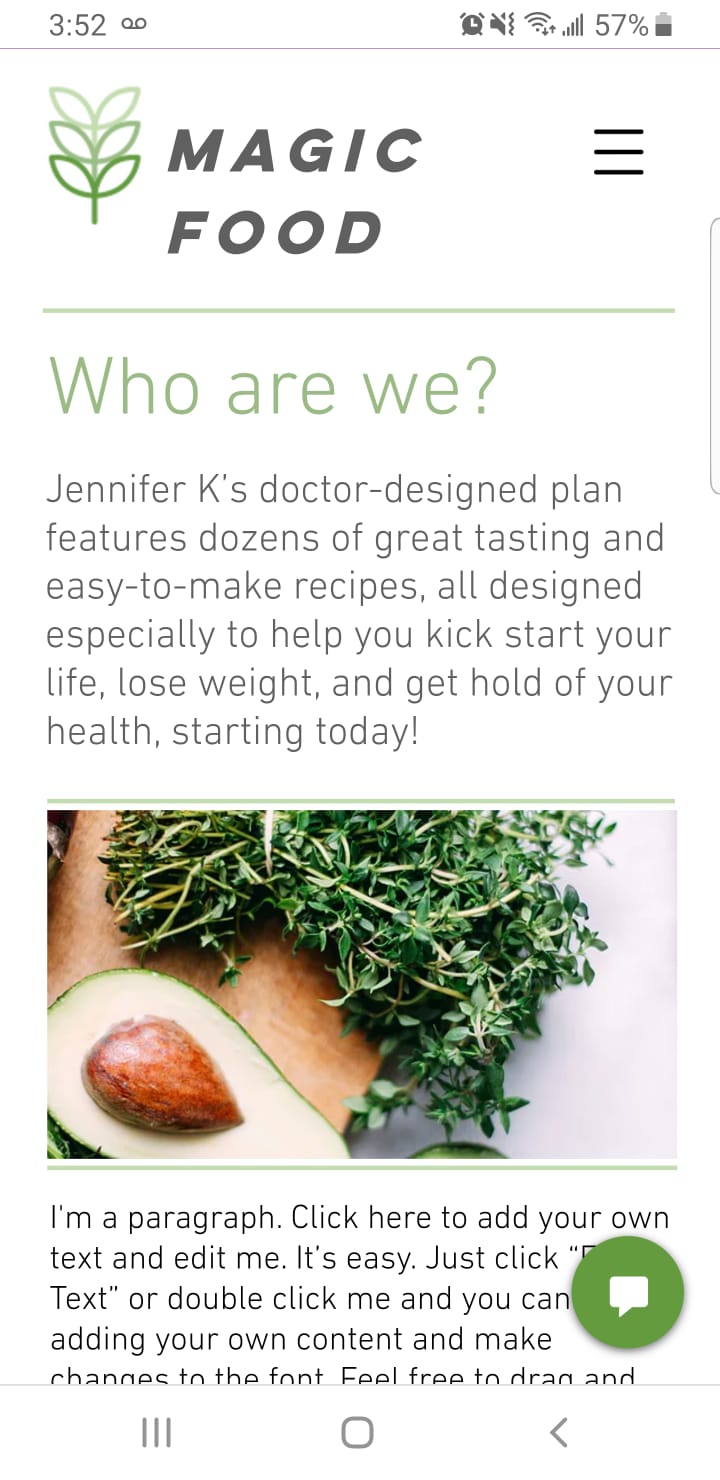 3:52
57%
MAGIC
FOOD
Who are we?
Jennifer K's doctor-designed plan
features dozens of great tasting and
easy-to-make recipes, all designed
especially to help you kick start your
life, lose weight, and get hold of your
health, starting today!
I'm a paragraph. Click here to add your own
text and edit me. It's easy. Just click “
Text” or double click me and you can
adding your own content and make
changes to the font. Feel free to drag and